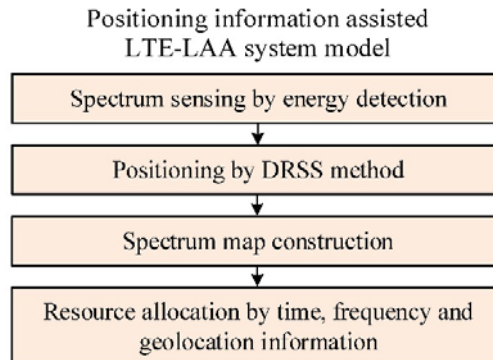 Positioning information assisted
LTE-LAA system model
Spectrum sensing by energy detection
Positioning by DRSS method
Spectrum map construction
Resource allocation by time, frequency and
geolocation information